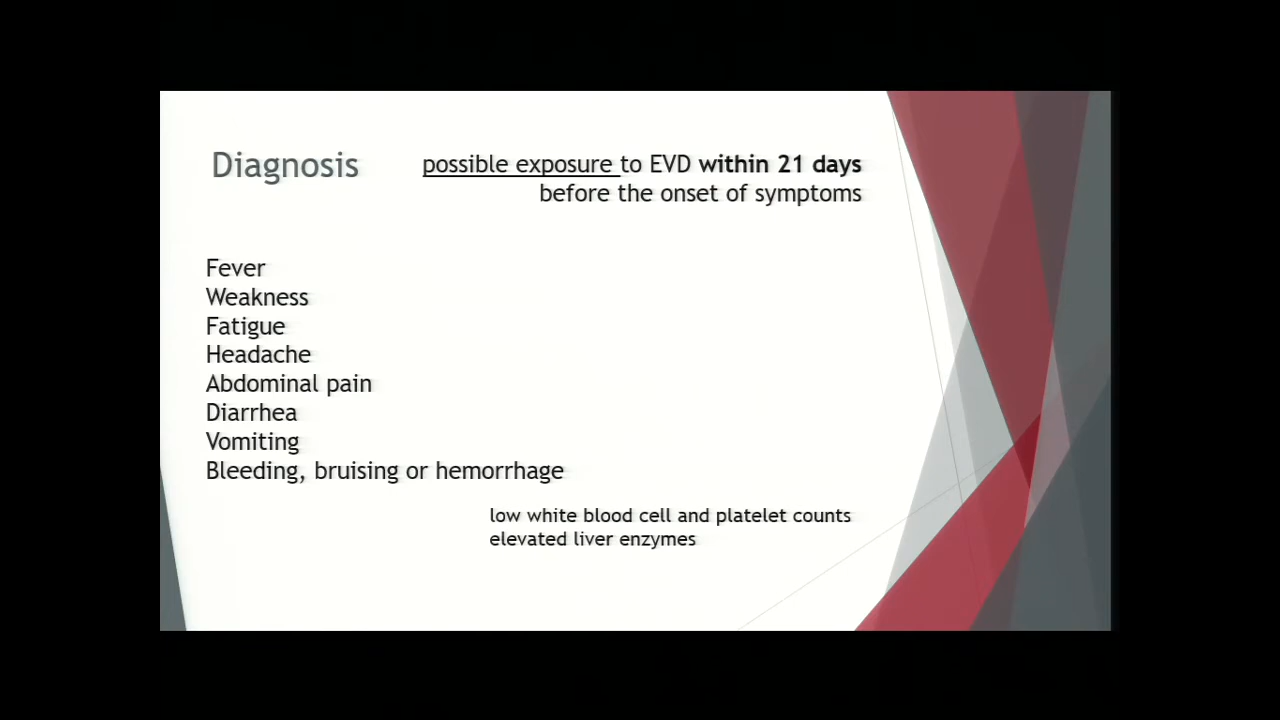 Diagnosis
possible exposure to EVD within 21 days
before the onset of symptoms
Fever
Weakness
Fatigue
Headache
Abdominal pain
Diarrhea
Vomiting
Bleeding, bruising or hemorrhage
low white blood cell and platelet counts
elevated liver enzymes